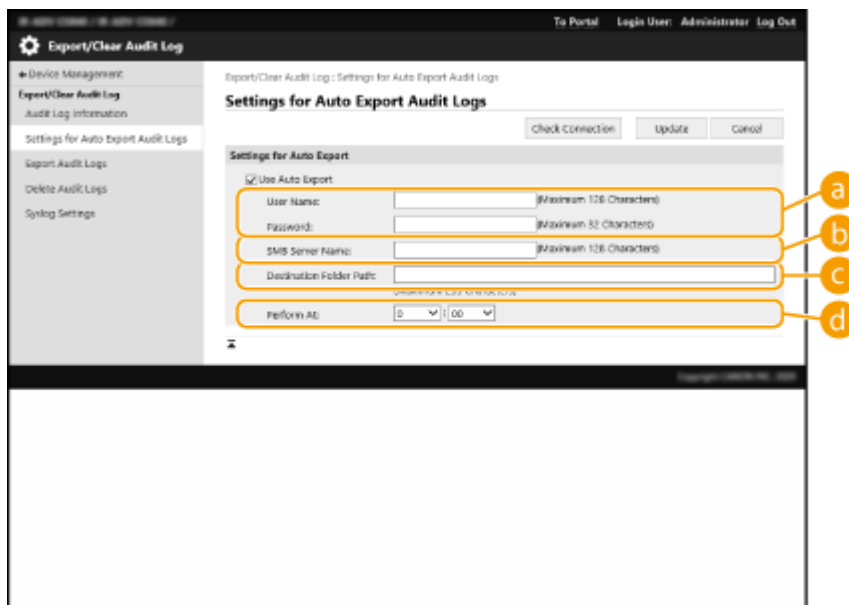 To Portal Login User: Administrator Log Out
Export/Clear Audit Log
Device Management
Export/Clear Audit Log
Audit Log Information
Settings for Auto Export Audit Logs
Export Audit Logs
Delete Audit Logs
Syslog Settings
Export/Clear Audit Log : Settings for Auto Export Audit Logs
Settings for Auto Export Audit Logs
Check Connection Update Cancel
Settings for Auto Export
Use Auto Export
User Name: (Maximum 128 Characters)
Password: (Maximum 32 Characters)
a
SMB Server Name: (Maximum 128 Characters)
b
Destination Folder Path:
c
Perform At: 0 : 00
d